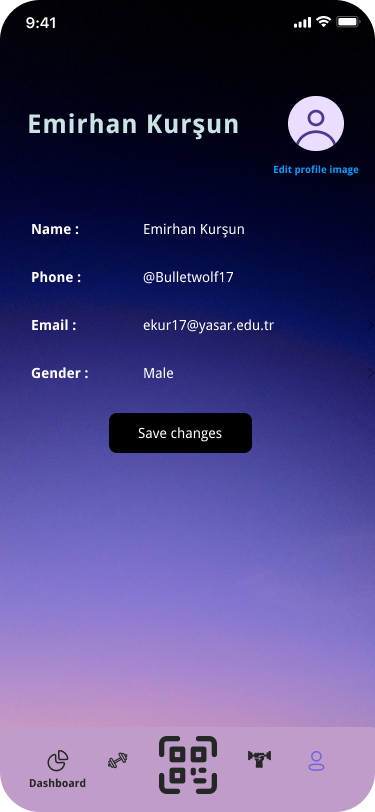 9:41
Emirhan Kurşun
Edit profile image
Name : Emirhan Kurşun
Phone : @Bulletwolf17
Email : ekur17@yasar.edu.tr
Gender : Male
Save changes
Dashboard